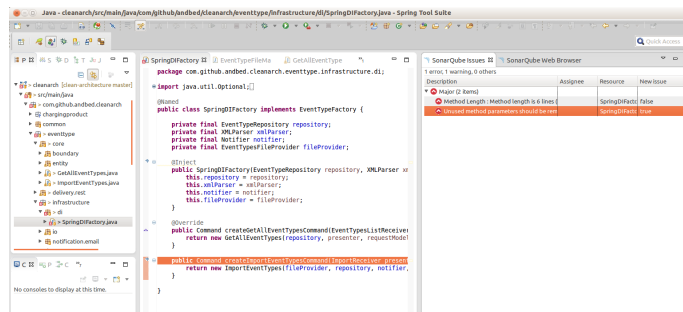 Java - cleanarch/src/main/java/com/github/andbed/cleanarch/eventtype/infrastructure/di/SpringDIFactory.java - Spring Tool Suite
Quick Access
SpringDIFactory
EventTypeFileMa
GetAllEventType
SonarQube Issues
SonarQube Web Browser
1 error, 1 warning, 0 others
Description
Assignee
Resource
New issue
Major (2 items)
Method Length : Method length is 6 lines (
SpringDIFacto
false
Unused method parameters should be rem
SpringDIFacto
true
> cleanarch [clean-architecture master]
> src/main/java
> com.github.andbed.cleanarch
chargingproduct
common
> eventtype
> core
boundary
entity
> GetAllEventTypes.java
> ImportEventTypes.java
> delivery.rest
> infrastructure
> di
> SpringDIFactory.java
io
notification.email
package com.github.andbed.cleanarch.eventtype.infrastructure.di;
import java.util.Optional;
@Named
public class SpringDIFactory implements EventTypeFactory {
private final EventTypeRepository repository;
private final XMLParser xmlParser;
private final Notifier notifier;
private final EventTypesFileProvider fileProvider;
@Inject
public SpringDIFactory(EventTypeRepository repository, XMLParser xm
this.repository = repository;
this.xmlParser = xmlParser;
this.notifier = notifier;
this.fileProvider = fileProvider;
}
@Override
public Command createGetAllEventTypesCommand(EventTypesListReceiver
return new GetAllEventTypes(repository, presenter, requestModel
}
public Command createImportEventTypesCommand(ImportReceiver present
return new ImportEventTypes(fileProvider, repository, notifier,
}
}
No consoles to display at this time.